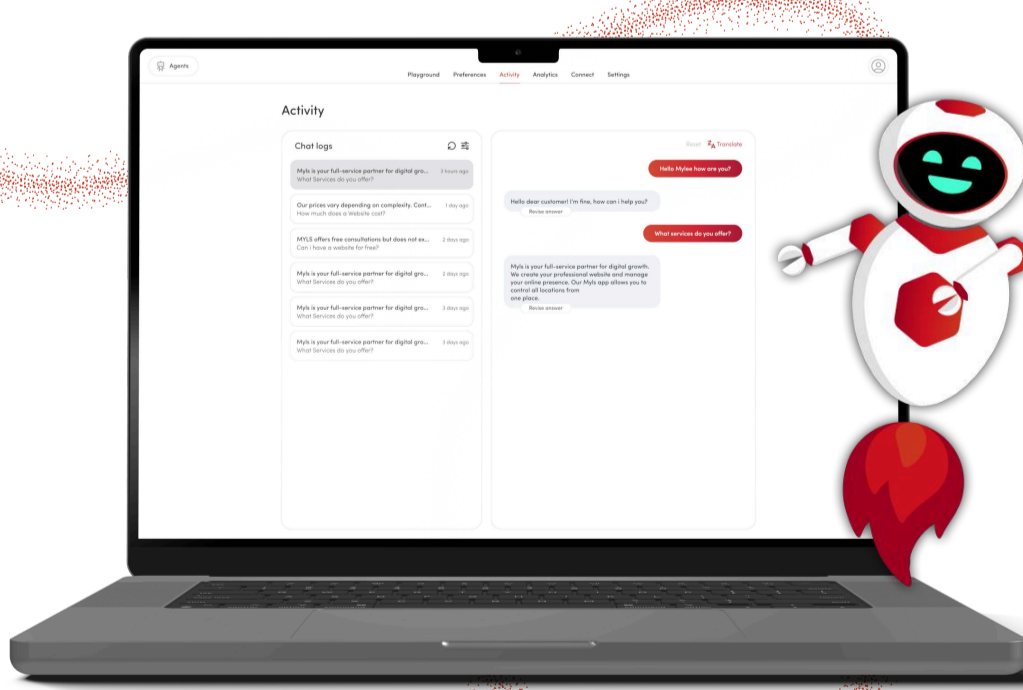 Agents
Playground Preferences Activity Analytics Connect Settings
Activity
Chat logs
Myls is your full-service partner for digital gro... 3 hours ago
What Services do you offer?
Our prices vary depending on complexity. Cont... 1 day ago
How much does a Website cost?
MYLS offers free consultations but does not ex... 2 days ago
Can i have a website for free?
Myls is your full-service partner for digital gro... 2 days ago
What Services do you offer?
Myls is your full-service partner for digital gro... 3 days ago
What Services do you offer?
Myls is your full-service partner for digital gro... 3 days ago
What Services do you offer?
Reset Translate
Hello Mylee how are you?
Hello dear customer! I'm fine, how can i help you?
Revise answer
What services do you offer?
Myls is your full-service partner for digital growth.
We create your professional website and manage
your online presence. Our Myls app allows you to
control all locations from
one place.
Revise answer